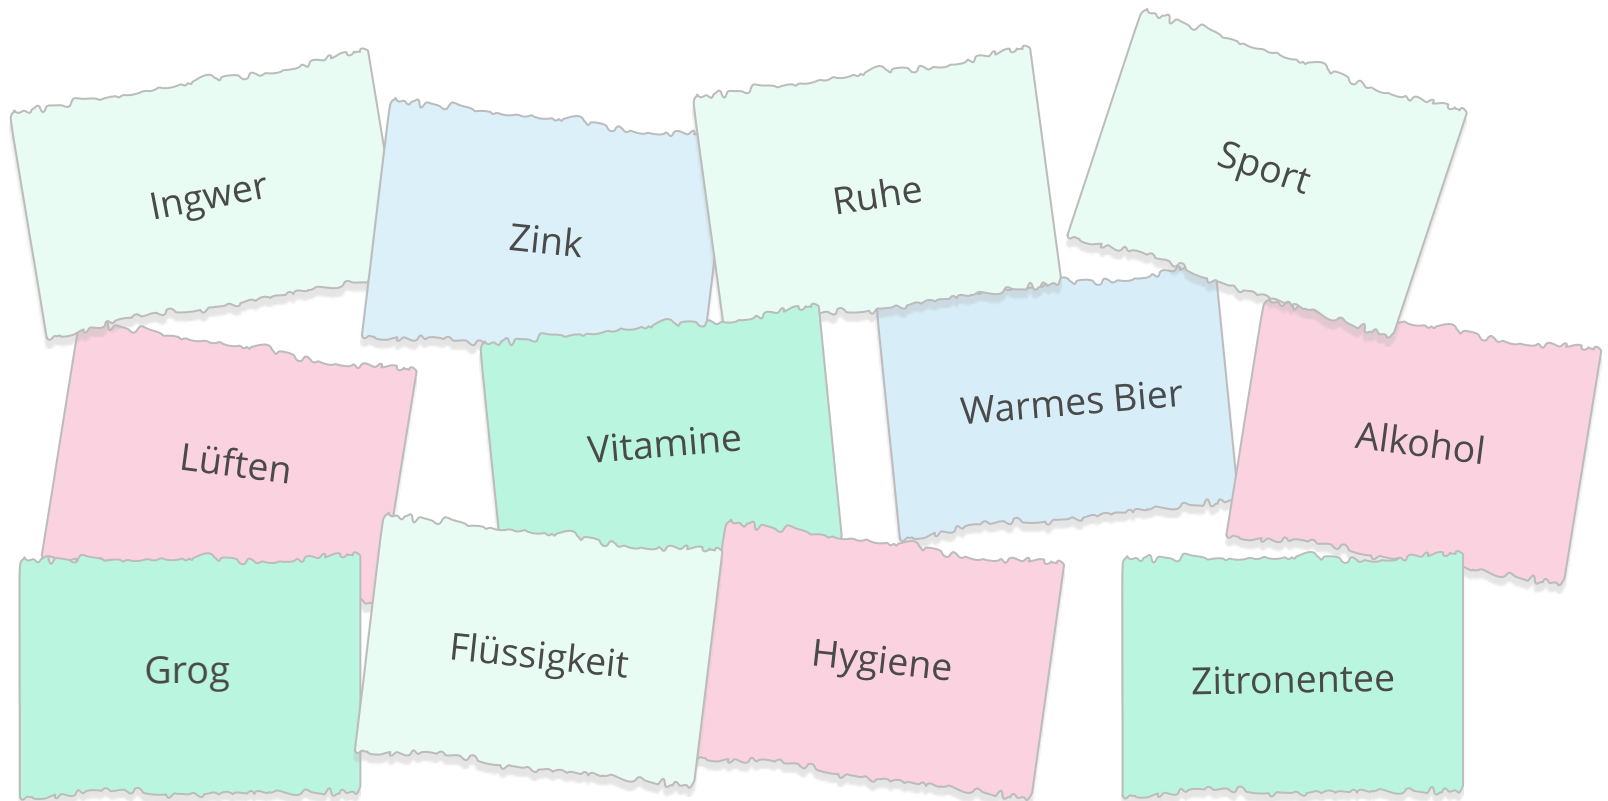 Ingwer
Zink
Ruhe
Sport
Lüften
Vitamine
Warmes Bier
Alkohol
Grog
Flüssigkeit
Hygiene
Zitronentee